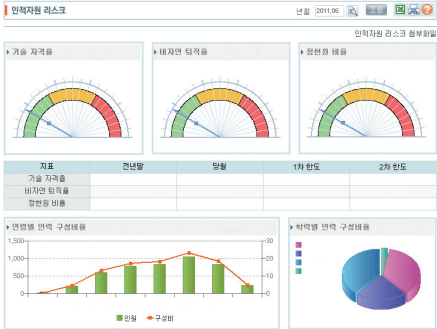 인적자원 리스크
년월 2011,06 조회
인적자원 리스크 첨부화일
기술 자격율
비자연 퇴직율
정현원 비율
지표 전년말 당월 1차 한도 2차 한도
기술 자격율
비자연 퇴직율
정현원 비율
연령별 인력 구성비율
1,500
1,000
500
0
30
20
10
0
인원 구성비
학력별 인력 구성비율